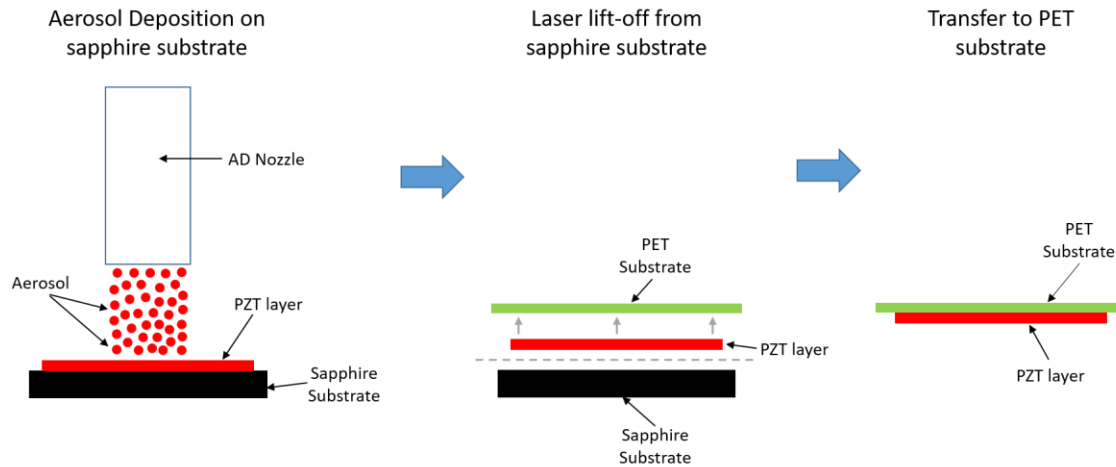 Aerosol Deposition on
sapphire substrate
Laser lift-off from
sapphire substrate
Transfer to PET
substrate
AD Nozzle
Aerosol
PZT layer
Sapphire
Substrate
PET
Substrate
PZT layer
Sapphire
Substrate
PET
Substrate
PZT layer